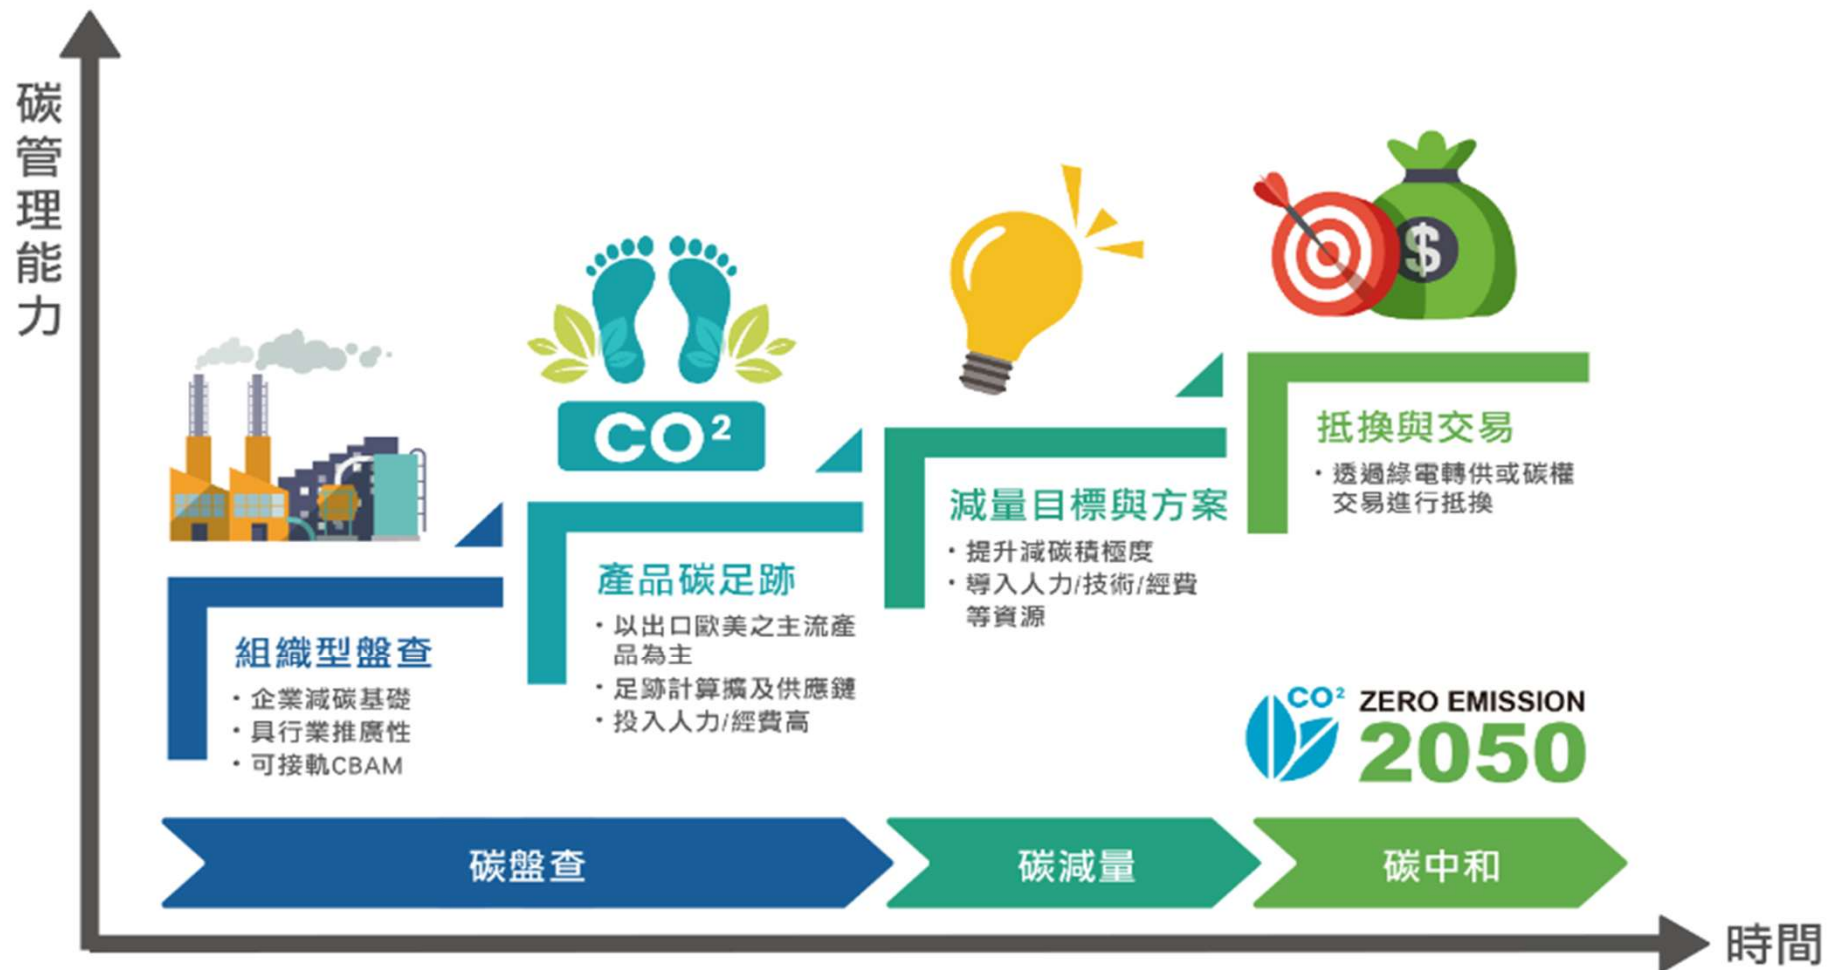 碳管理能力
CO²
組織型盤查
・企業減碳基礎
・具行業推廣性
・可接軌CBAM
產品碳足跡
・以出口歐美之主流產
品為主
・足跡計算擴及供應鏈
・投入人力/經費高
減量目標與方案
・提升減碳積極度
・導入人力/技術/經費
等資源
$
抵換與交易
・透過綠電轉供或碳權
交易進行抵換
CO² ZERO EMISSION
2050
碳盤查
碳減量
碳中和
時間